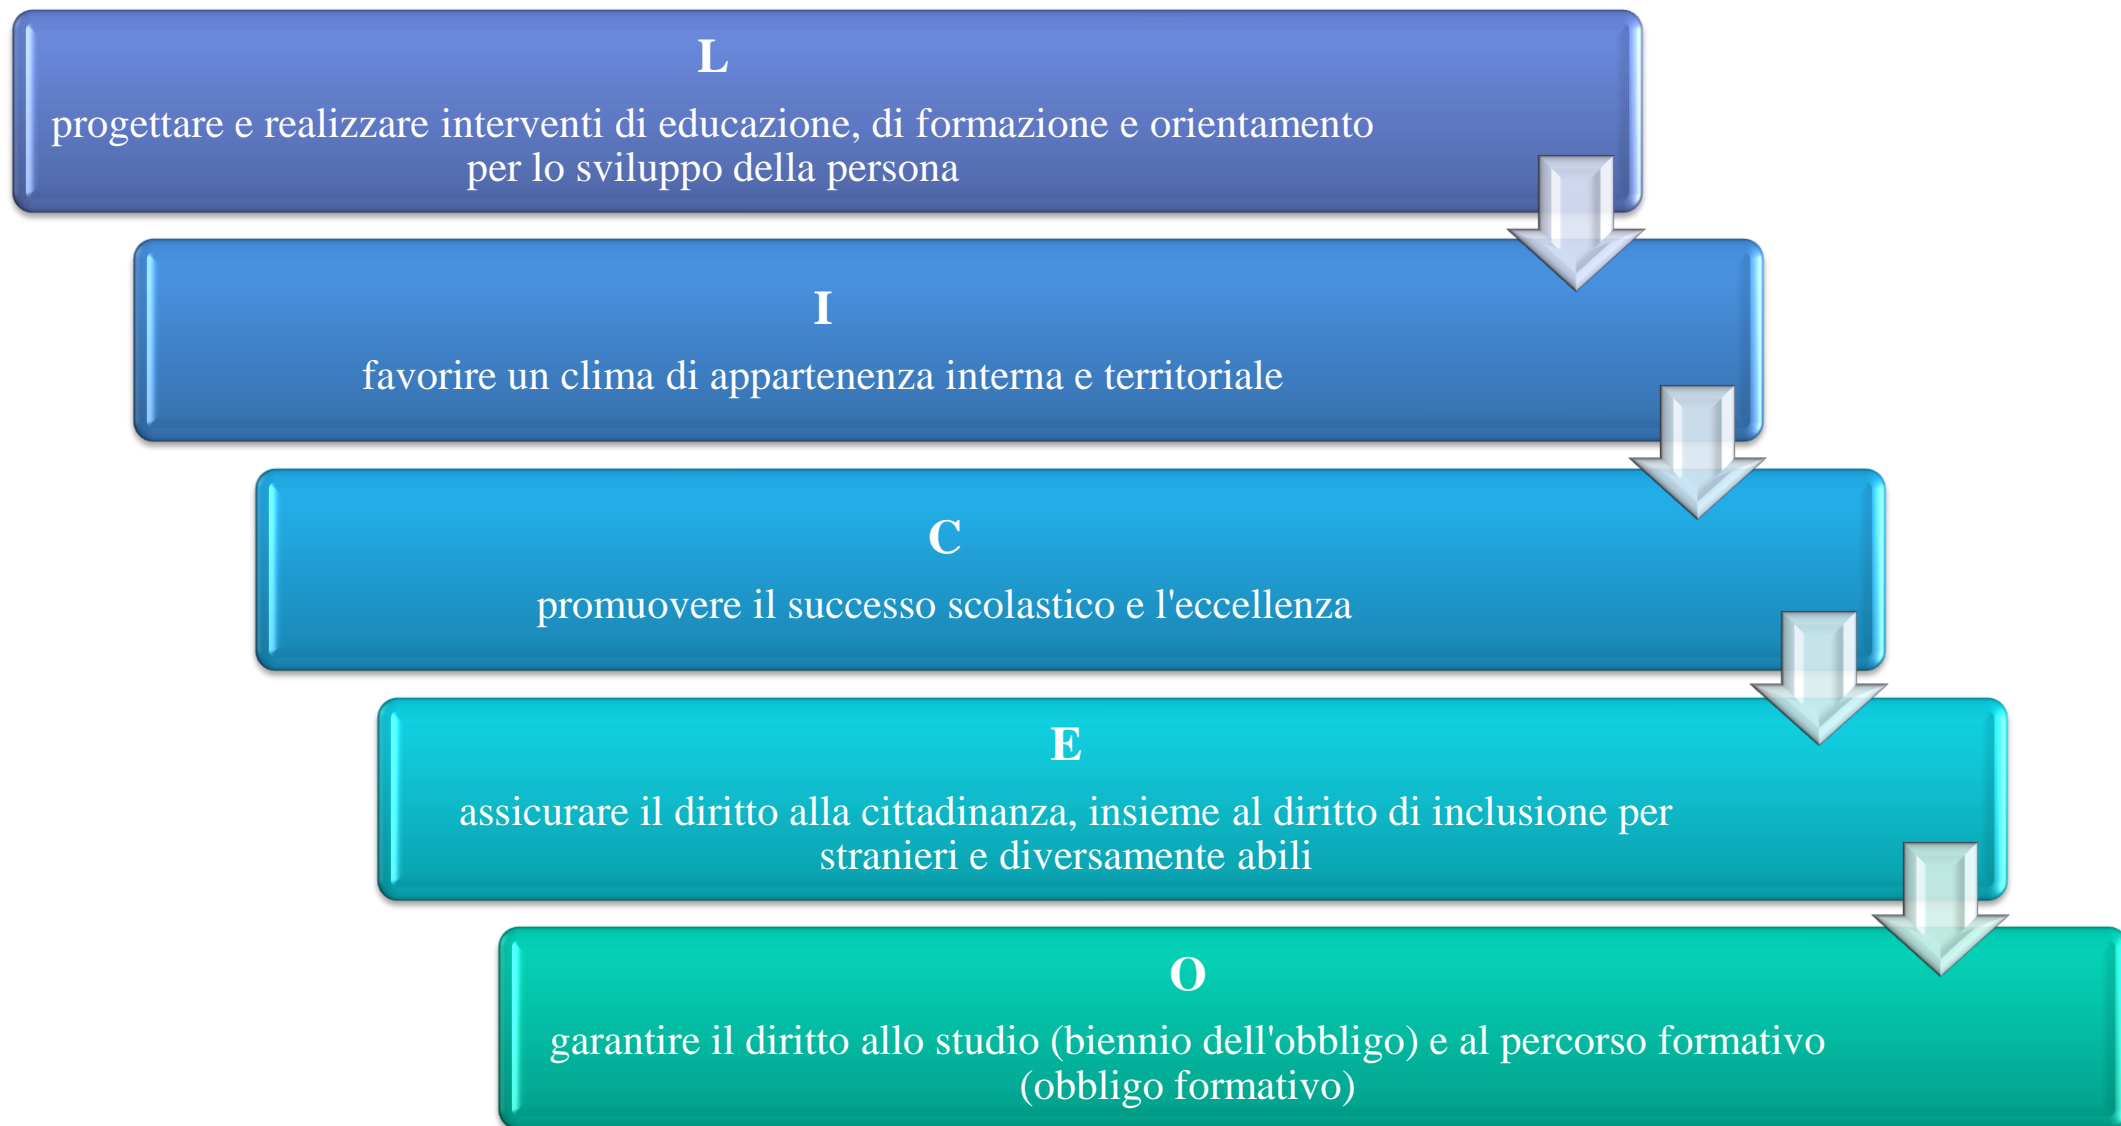 L
progettare e realizzare interventi di educazione, di formazione e orientamento
per lo sviluppo della persona
I
favorire un clima di appartenenza interna e territoriale
C
promuovere il successo scolastico e l'eccellenza
E
assicurare il diritto alla cittadinanza, insieme al diritto di inclusione per
stranieri e diversamente abili
O
garantire il diritto allo studio (biennio dell'obbligo) e al percorso formativo
(obbligo formativo)